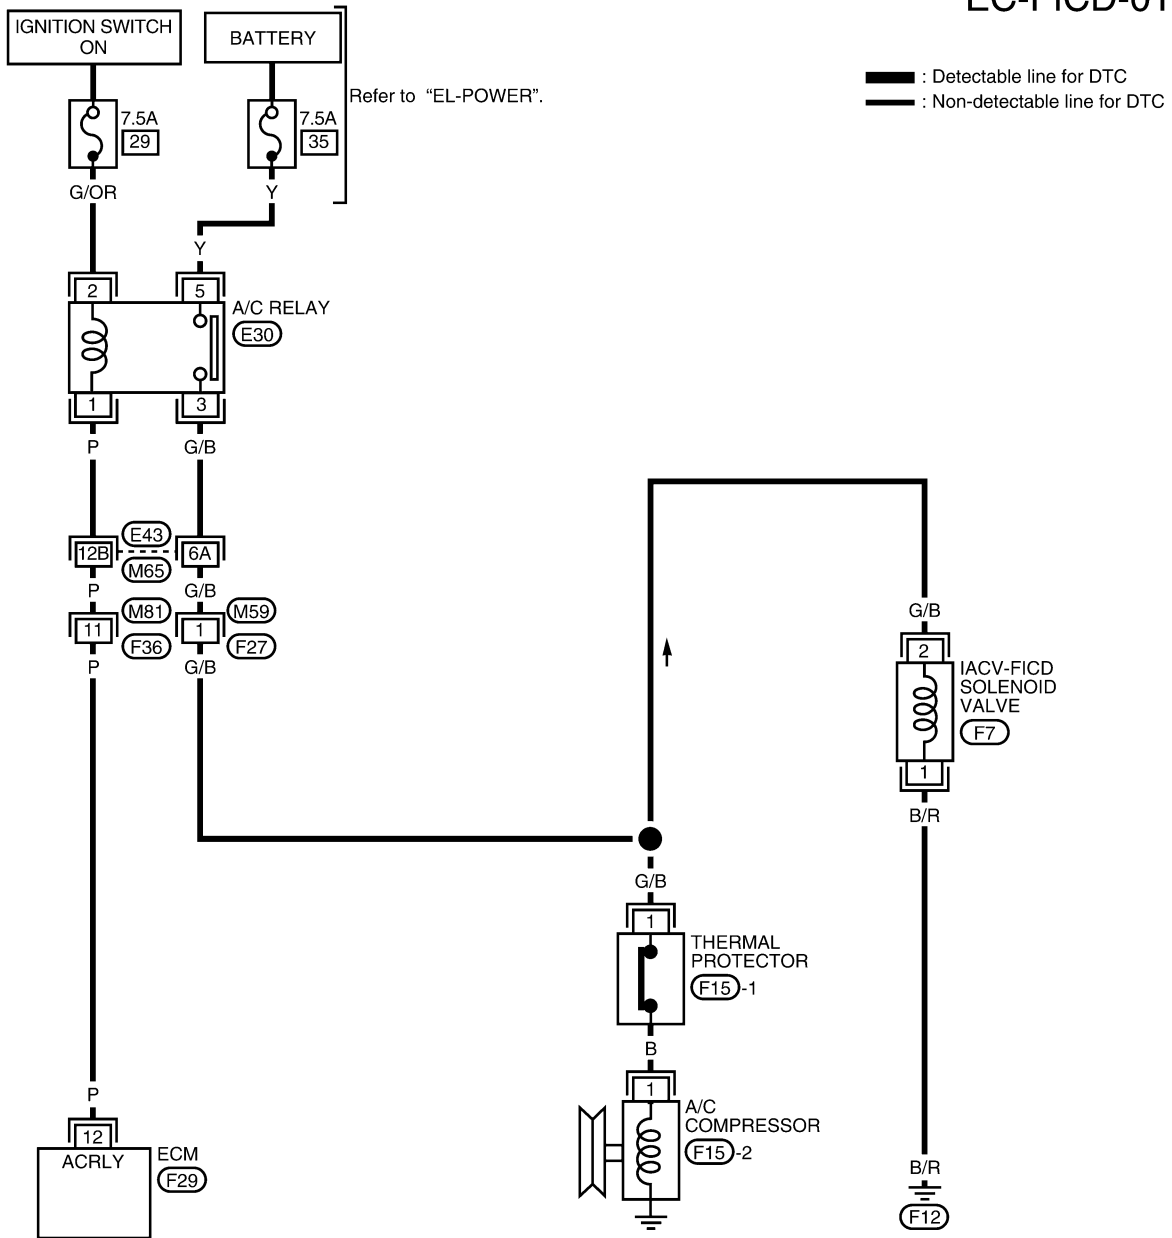 EC-FICD-01
IGNITION SWITCH
ON
BATTERY
Refer to “EL-POWER”.
: Detectable line for DTC
: Non-detectable line for DTC
7.5A
29
7.5A
35
G/OR
Y
Y
2
5
A/C RELAY
E30
1
3
P
G/B
E43
12B
6A
M65
P
G/B
M81
M59
11
1
F36
F27
P
G/B
G/B
2
IACV-FICD
SOLENOID
VALVE
F7
1
B/R
G/B
1
THERMAL
PROTECTOR
F15 -1
B
1
A/C
COMPRESSOR
F15 -2
P
12
ACRLY
ECM
F29
B/R
F12